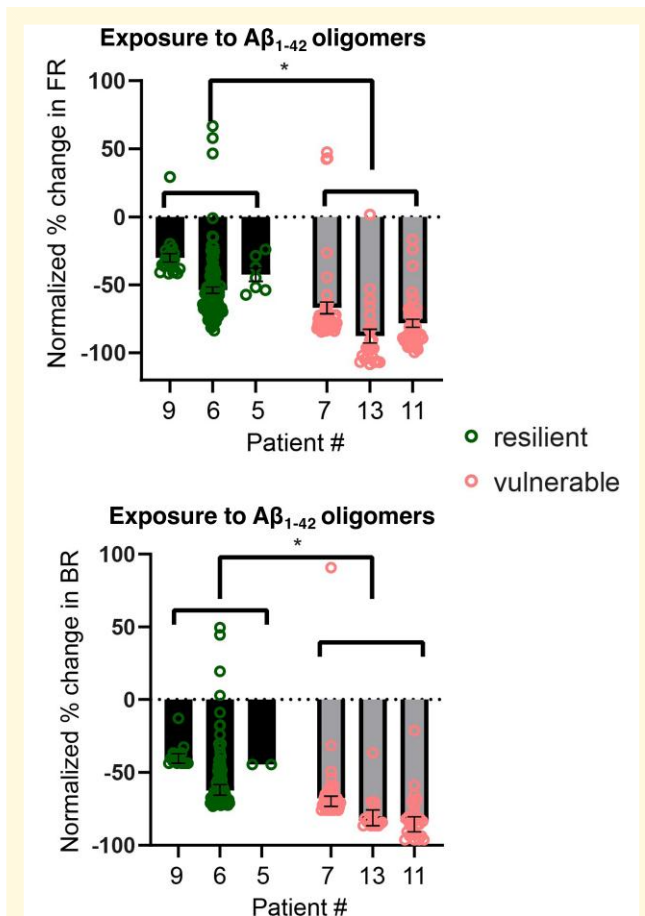 Exposure to Aβ₁₋₄₂ oligomers
*
Normalized % change in FR
100
50
0
-50
-100
9 6 5 7 13 11
Patient #
resilient
vulnerable
Exposure to Aβ₁₋₄₂ oligomers
*
Normalized % change in BR
100
50
0
-50
-100
9 6 5 7 13 11
Patient #